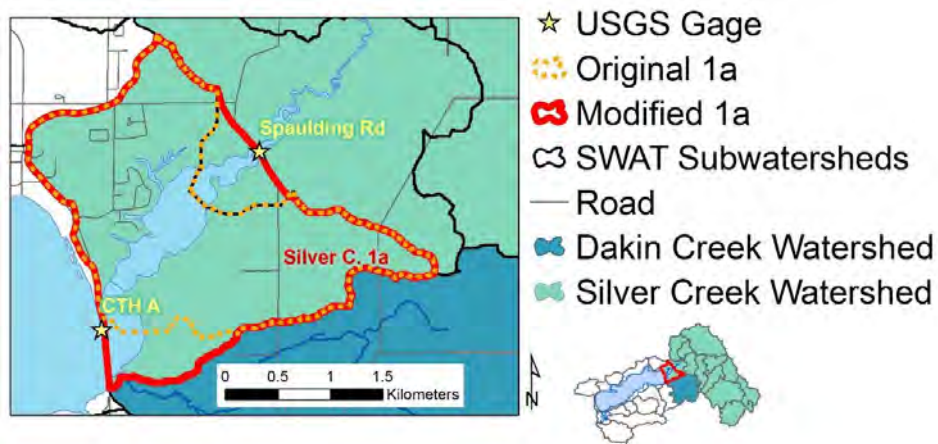 Spaulding Rd
Silver C. 1a
CTH A
0 0.5 1 1.5
Kilometers
USGS Gage
Original 1a
Modified 1a
SWAT Subwatersheds
Road
Dakin Creek Watershed
Silver Creek Watershed
N